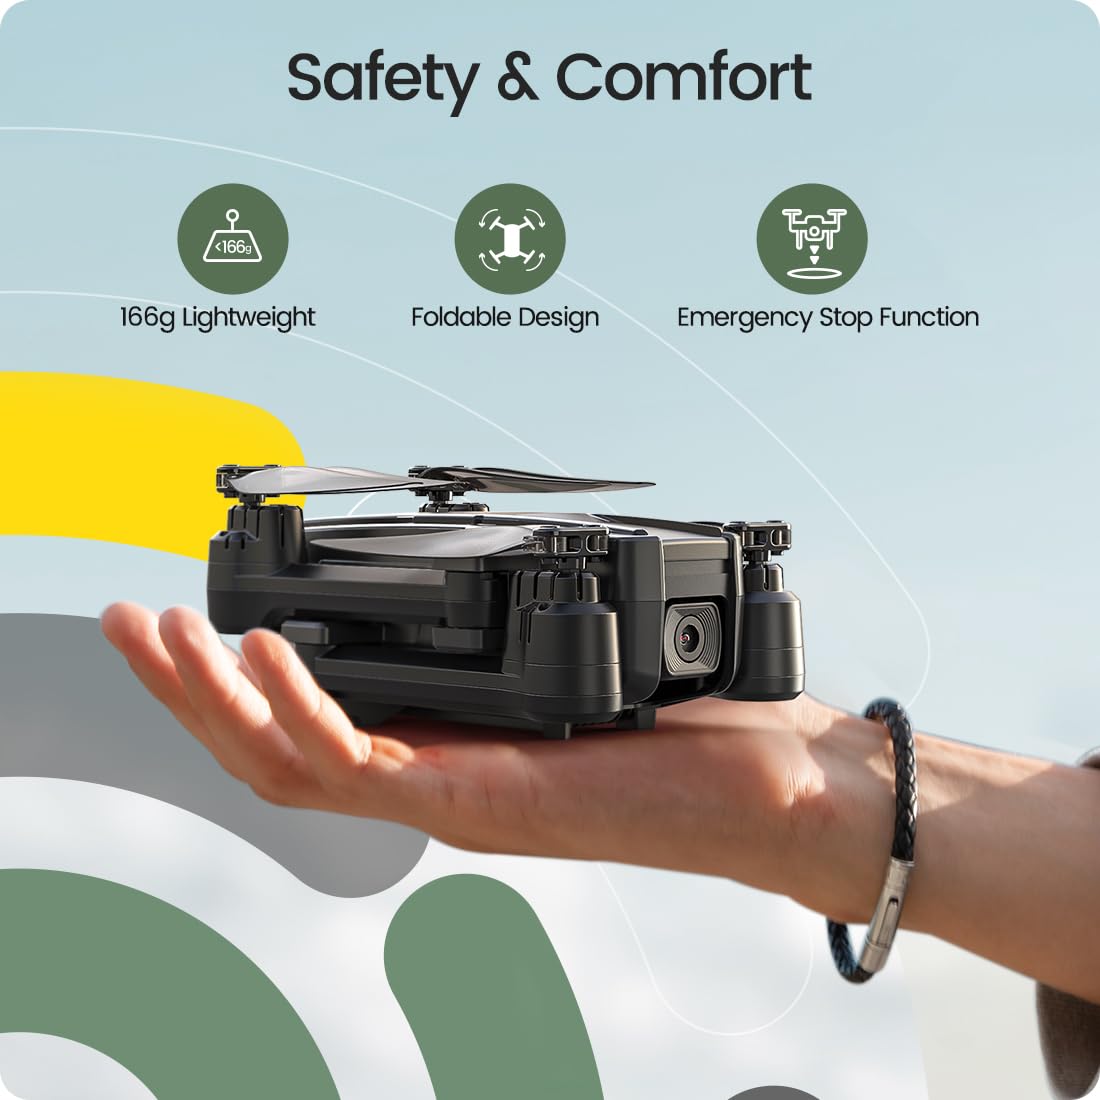 Safety & Comfort
<166g
166g Lightweight
Foldable Design
Emergency Stop Function